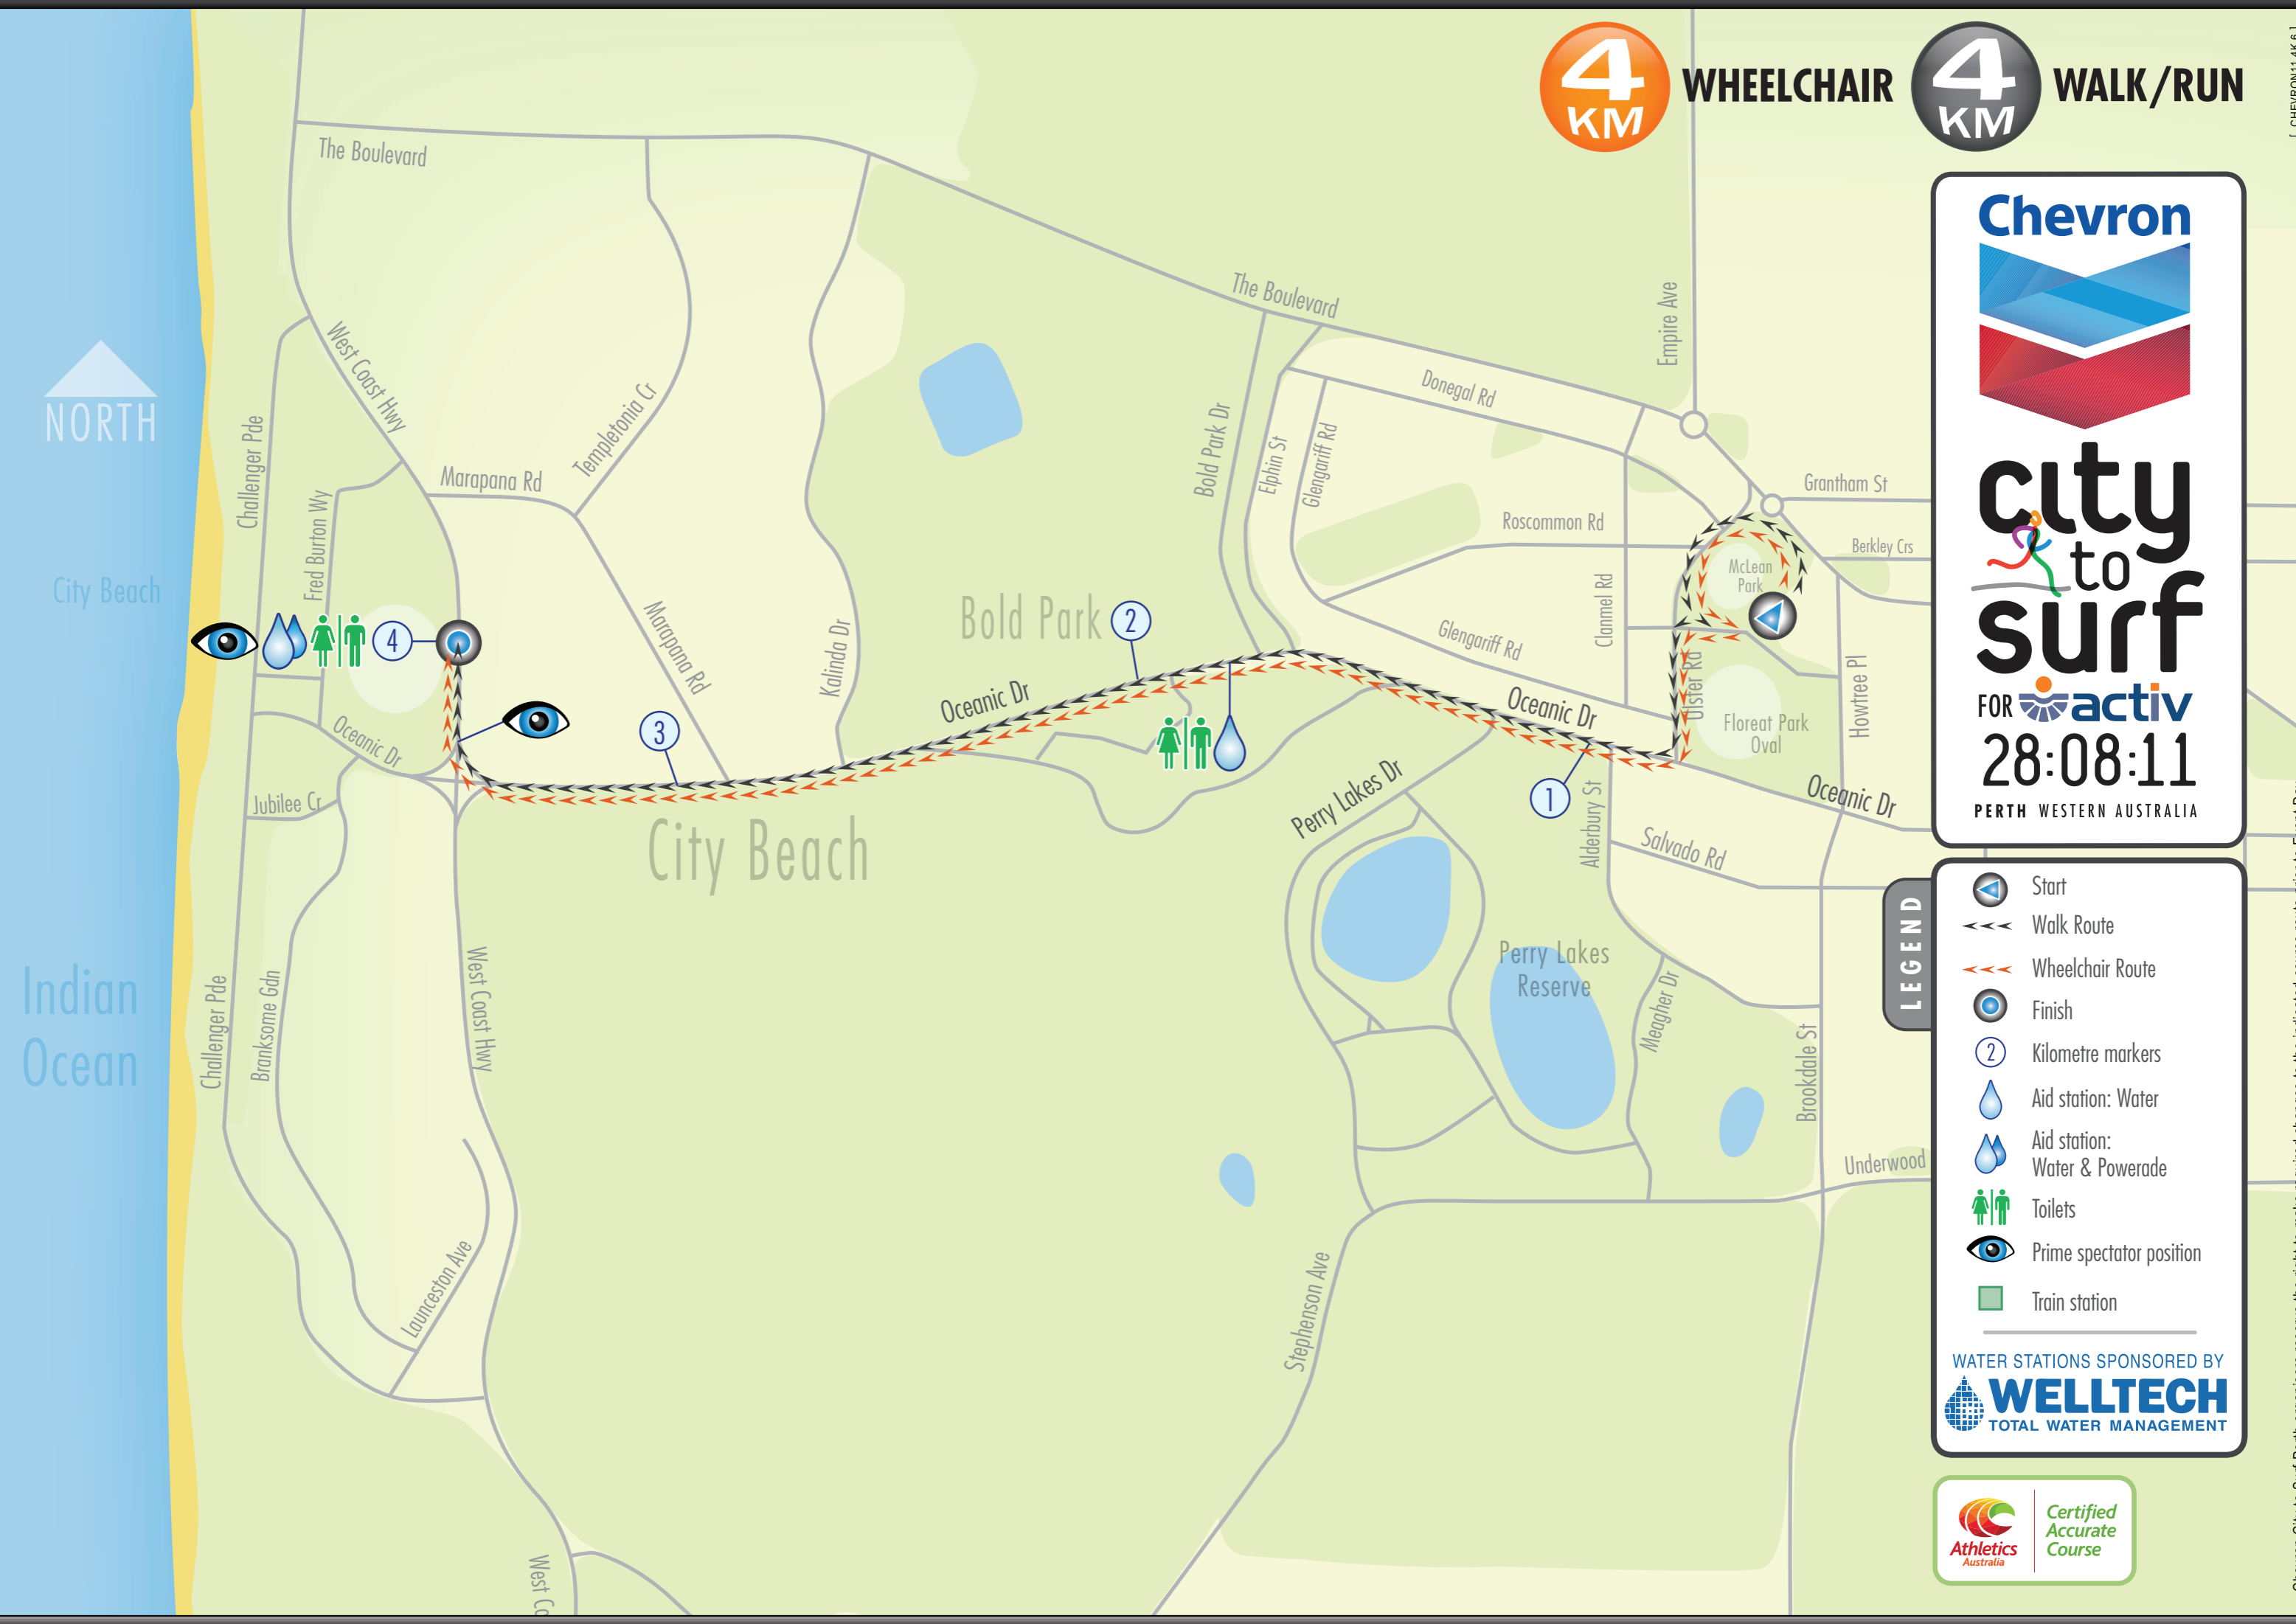 4
KM
WHEELCHAIR
4
KM
WALK/RUN
[ CHEVRON11 4K 6 ]
Chevron
city
to
surf
FOR activ
28:08:11
PERTH WESTERN AUSTRALIA
LEGEND
Start
Walk Route
Wheelchair Route
Finish
2
Kilometre markers
Aid station: Water
Aid station:
Water & Powerade
Toilets
Prime spectator position
Train station
WATER STATIONS SPONSORED BY
WELLTECH
TOTAL WATER MANAGEMENT
Athletics
Australia
Certified
Accurate
Course
The Boulevard
The Boulevard
Empire Ave
NORTH
West Coast Hwy
Challenger Pde
Templetonia Cr
Marapana Rd
Donegal Rd
Bold Park Dr
Elphin St
Glengariff Rd
Grantham St
Roscommon Rd
Berkley Crs
McLean
Park
City Beach
Fred Burton Wy
Marapana Rd
Kalinda Dr
Bold Park
2
Clanmel Rd
Glengariff Rd
4
3
Oceanic Dr
Oceanic Dr
Oceanic Dr
Ulster Rd
Floreat Park
Oval
Howtree Pl
Jubilee Cr
City Beach
Perry Lakes Dr
1
Alderbury St
Oceanic Dr
Salvado Rd
Indian
Ocean
Challenger Pde
Branksome Gdn
West Coast Hwy
Perry Lakes
Reserve
Meagher Dr
Brookdale St
Underwood
Launceston Ave
Stephenson Ave
West Co